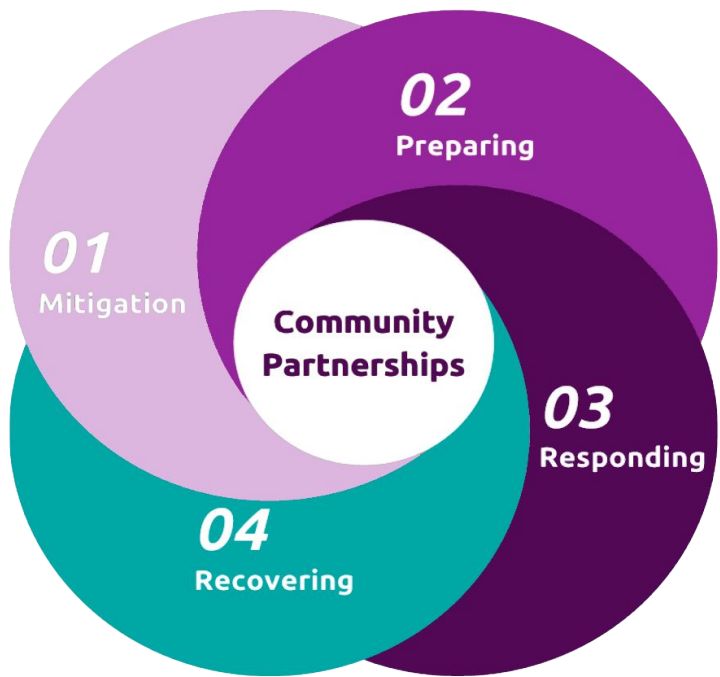 01
Mitigation
02
Preparing
03
Responding
04
Recovering
Community
Partnerships